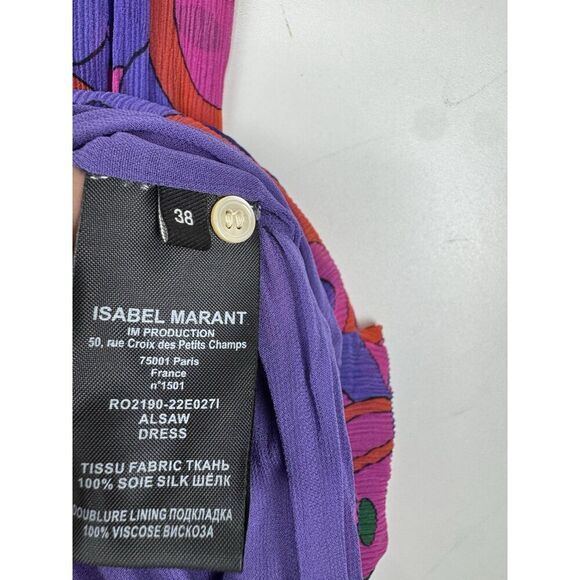 38
ISABEL MARANT
IM PRODUCTION
50, rue Croix des Petits Champs
75001 Paris
France
n°1501
RO2190-22E027I
ALSAW
DRESS
TISSU FABRIC ТКАНЬ
100% SOIE SILK ШЁЛК
DOUBLURE LINING ПОДКЛАДКА
100% VISCOSE ВИСКОЗА